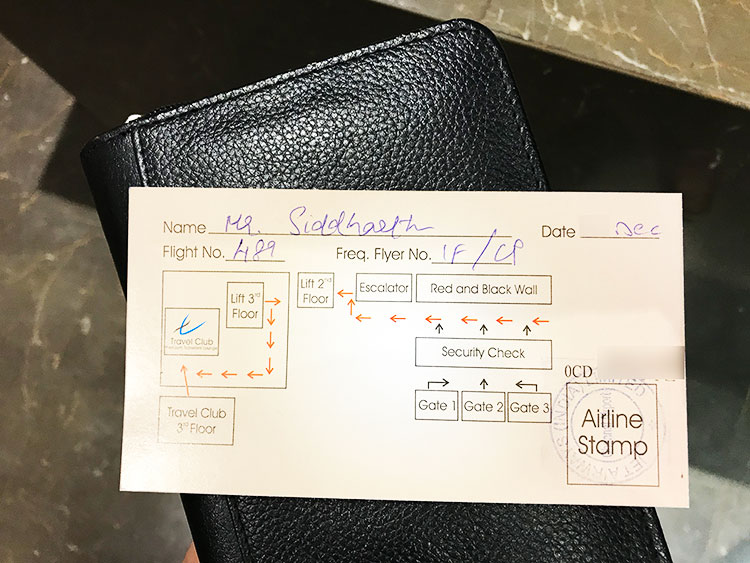 Name Mr. Siddharth Date Dec
Flight No. 489 Freq. Flyer No. 1F/CP
Lift 3rd Floor
Lift 2nd Floor
Escalator
Red and Black Wall
Travel Club
Security Check
0CD
Gate 1 Gate 2 Gate 3
Travel Club
3rd Floor
Airline
Stamp